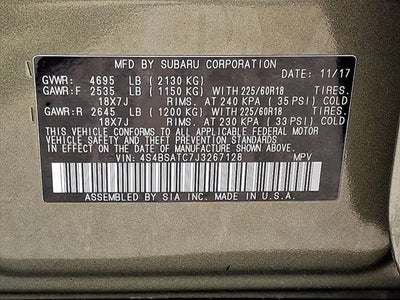 MFD BY SUBARU CORPORATION
GVWR: 4695 LB ( 2130 KG) DATE: 11/17
GAWR:F 2535 LB ( 1150 KG) WITH 225/60R18 TIRES.
18X7J RIMS. AT 240 KPA ( 35 PSI) COLD
GAWR:R 2645 LB ( 1200 KG) WITH 225/60R18 TIRES.
18X7J RIMS. AT 230 KPA ( 33 PSI) COLD
THIS VEHICLE CONFORMS TO ALL APPLICABLE FEDERAL MOTOR
VEHICLE SAFETY AND THEFT PREVENTION STANDARDS IN EFFECT
ON THE DATE OF MANUFACTURE SHOWN ABOVE.
VIN: 4S4BSATC7J3267128 MPV
ASSEMBLED BY SIA INC. MADE IN U.S.A.